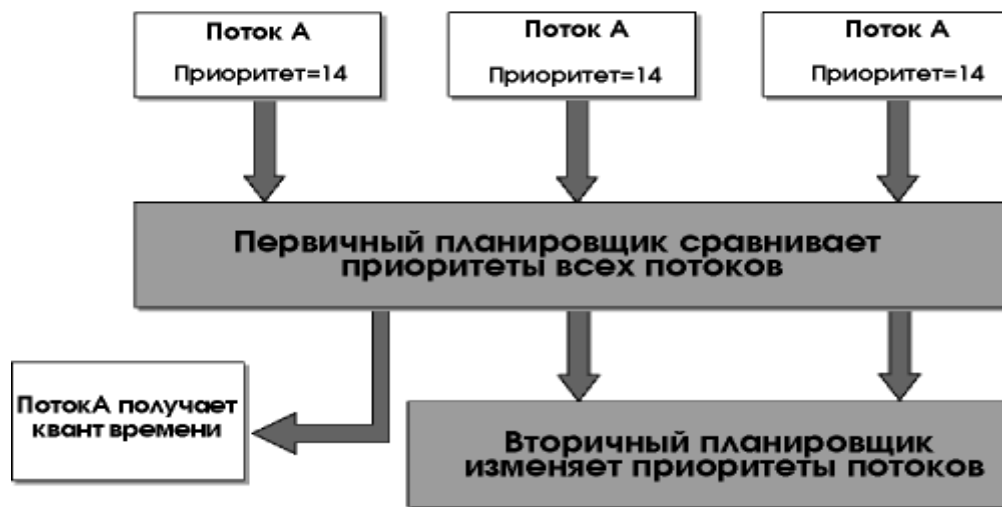 Поток А
Приоритет=14
Поток А
Приоритет=14
Поток А
Приоритет=14
Первичный планировщик сравнивает
приоритеты всех потоков
ПотокА получает
квант времени
Вторичный планировщик
изменяет приоритеты потоков